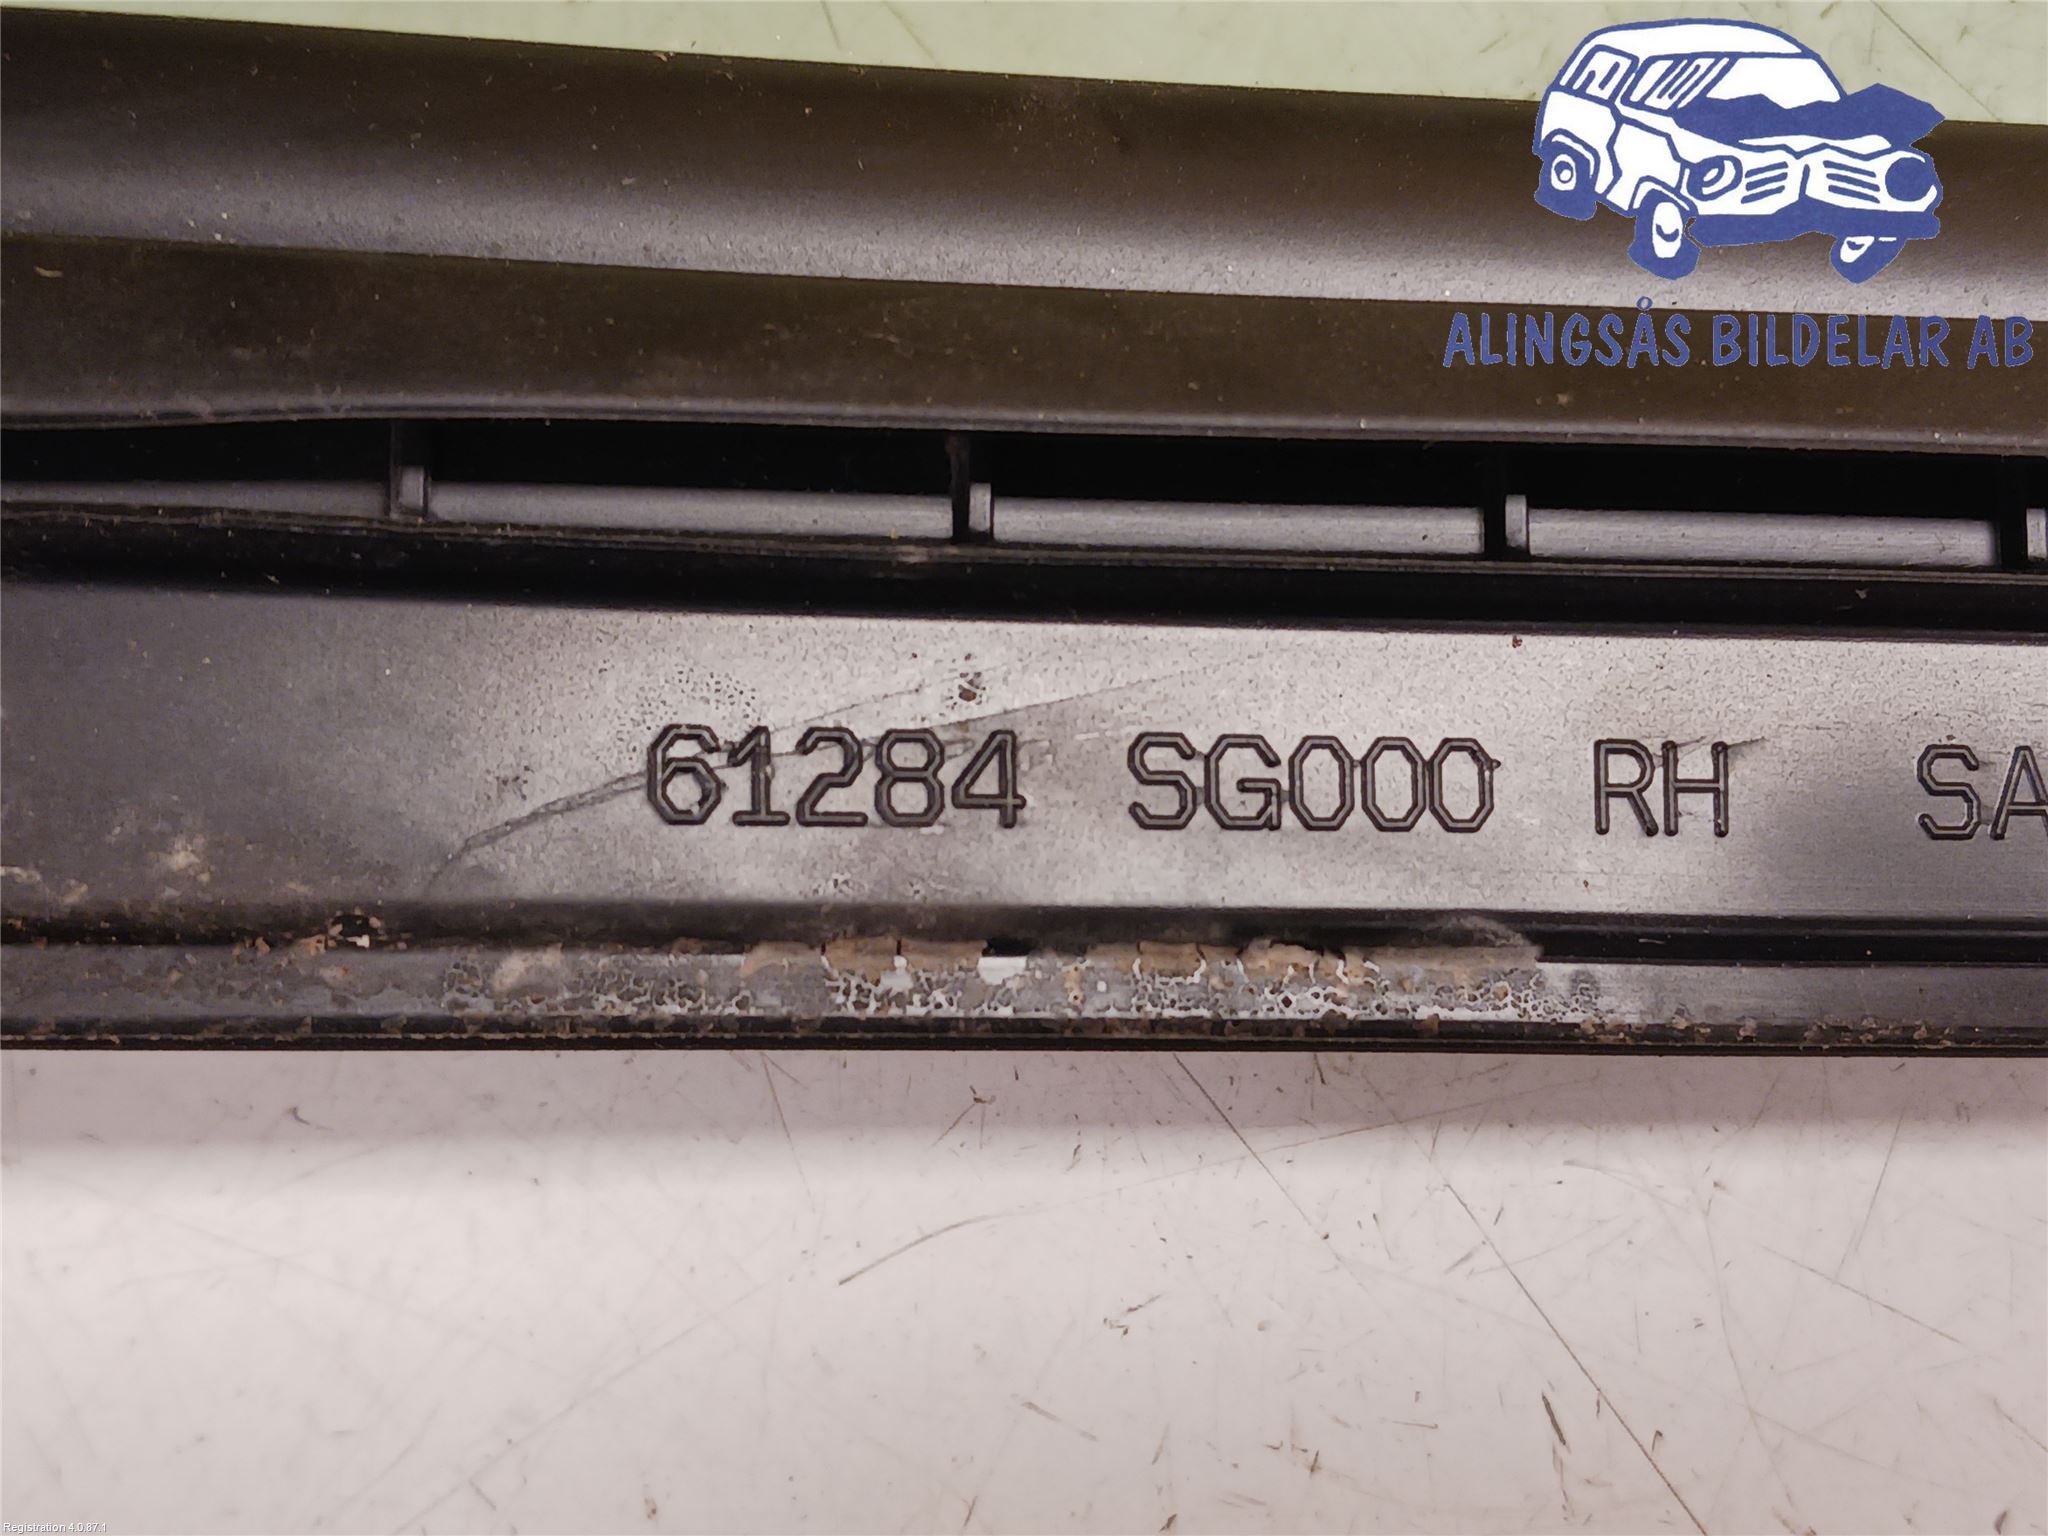 ALINGSÅS BILDELAR AB
61284 SG000 RH SA
Registration 4.0.87.1